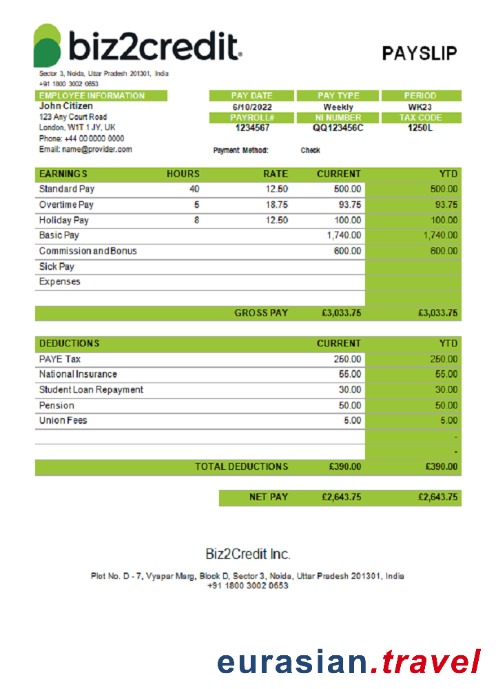 biz2credit
PAYSLIP
Sector 3, Noida, Uttar Pradesh 201301, India
+91 1800 3002 0653
EMPLOYEE INFORMATION PAY DATE PAY TYPE PERIOD
John Citizen 6/10/2022 Weekly WK23
123 Any Court Road PAYROLL# NI NUMBER TAX CODE
London, W1T 1JY, UK 1234567 QQ123456C 1250L
Phone: +44 00 0000 0000
Email: name@provider.com Payment Method: Check
EARNINGS HOURS RATE CURRENT YTD
Standard Pay 40 12.50 500.00 500.00
Overtime Pay 5 18.75 93.75 93.75
Holiday Pay 8 12.50 100.00 100.00
Basic Pay 1,740.00 1,740.00
Commission and Bonus 600.00 600.00
Sick Pay
Expenses
GROSS PAY £3,033.75 £3,033.75
DEDUCTIONS CURRENT YTD
PAYE Tax 250.00 250.00
National Insurance 55.00 55.00
Student Loan Repayment 30.00 30.00
Pension 50.00 50.00
Union Fees 5.00 5.00
-
-
TOTAL DEDUCTIONS £390.00 £390.00
NET PAY £2,643.75 £2,643.75
Biz2Credit Inc.
Plot No. D - 7, Vyapar Marg, Block D, Sector 3, Noida, Uttar Pradesh 201301, India
+91 1800 3002 0653
eurasian.travel